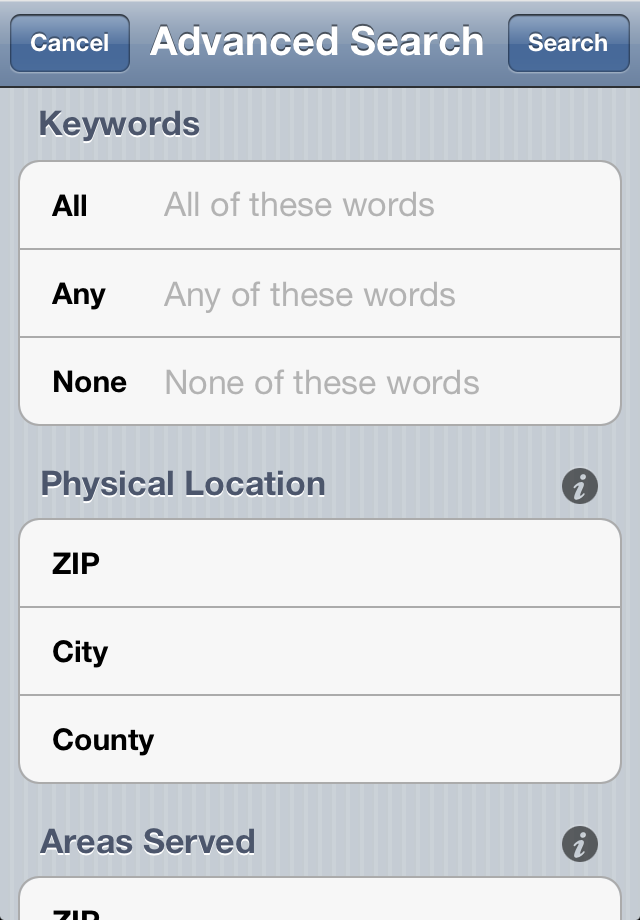 Cancel Advanced Search Search
Keywords
All All of these words
Any Any of these words
None None of these words
Physical Location
ZIP
City
County
Areas Served
ZIP